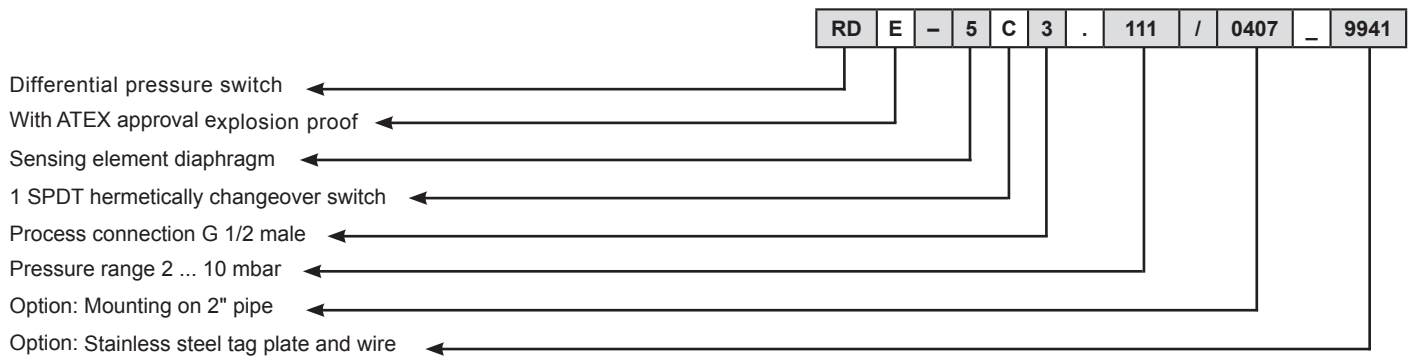 RD E – 5 C 3 . 111 / 0407 _ 9941
Differential pressure switch
With ATEX approval explosion proof
Sensing element diaphragm
1 SPDT hermetically changeover switch
Process connection G 1/2 male
Pressure range 2 ... 10 mbar
Option: Mounting on 2" pipe
Option: Stainless steel tag plate and wire